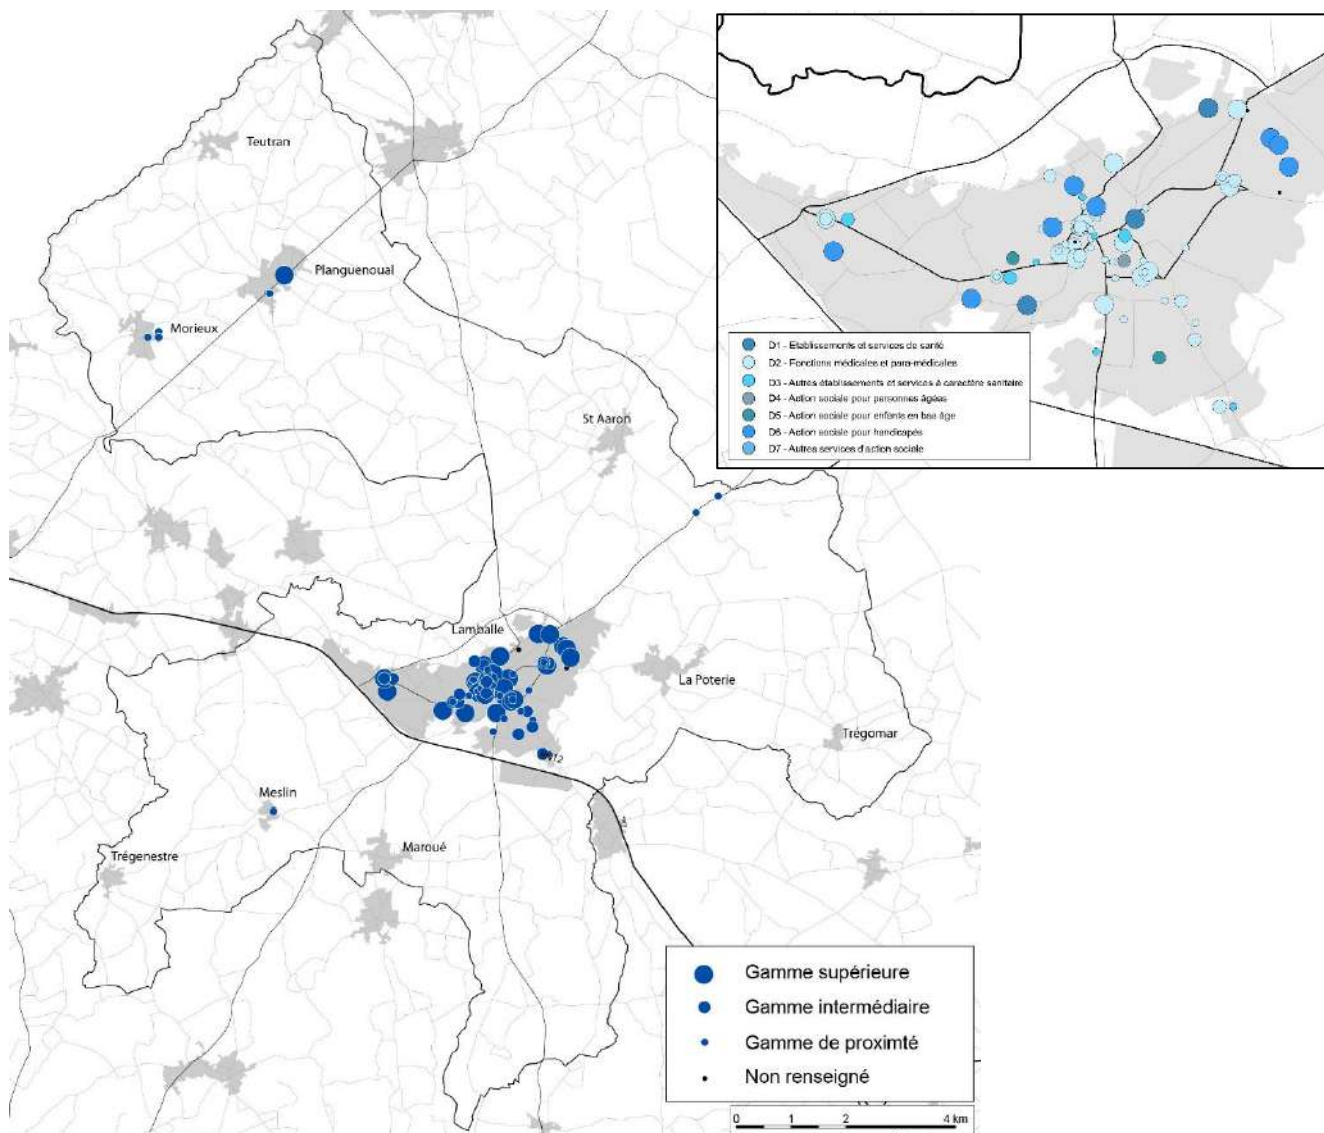 Teutran
Planguenoual
Morieux
St Aaron
Lamballe
La Poterie
Trégomar
Meslin
Trégenestre
Maroué
D1 - Etablissements et services de santé
D2 - Fonctions médicales et para-médicales
D3 - Autres établissements et services à caractère sanitaire
D4 - Action sociale pour personnes âgées
D5 - Action sociale pour enfants en bas âge
D6 - Action sociale pour handicapés
D7 - Autres services d'action sociale
Gamme supérieure
Gamme intermédiaire
Gamme de proximté
Non renseigné
0 1 2 4 km